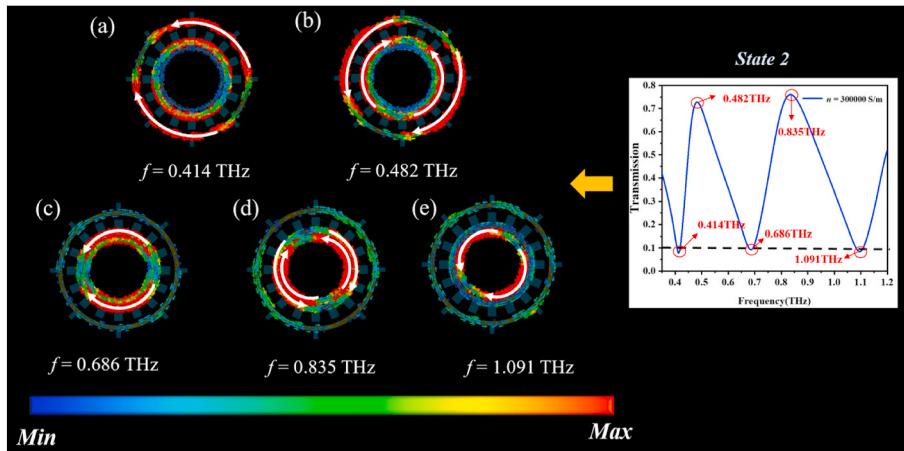 (a)
(b)
f = 0.414 THz
f = 0.482 THz
(c)
(d)
(e)
f = 0.686 THz
f = 0.835 THz
f = 1.091 THz
Min
Max
State 2
n = 300000 S/m
0.482THz
0.835THz
0.414THz
0.686THz
1.091THz
Transmission
0.8
0.7
0.6
0.5
0.4
0.3
0.2
0.1
0.0
0.4 0.5 0.6 0.7 0.8 0.9 1.0 1.1 1.2
Frequency(THz)